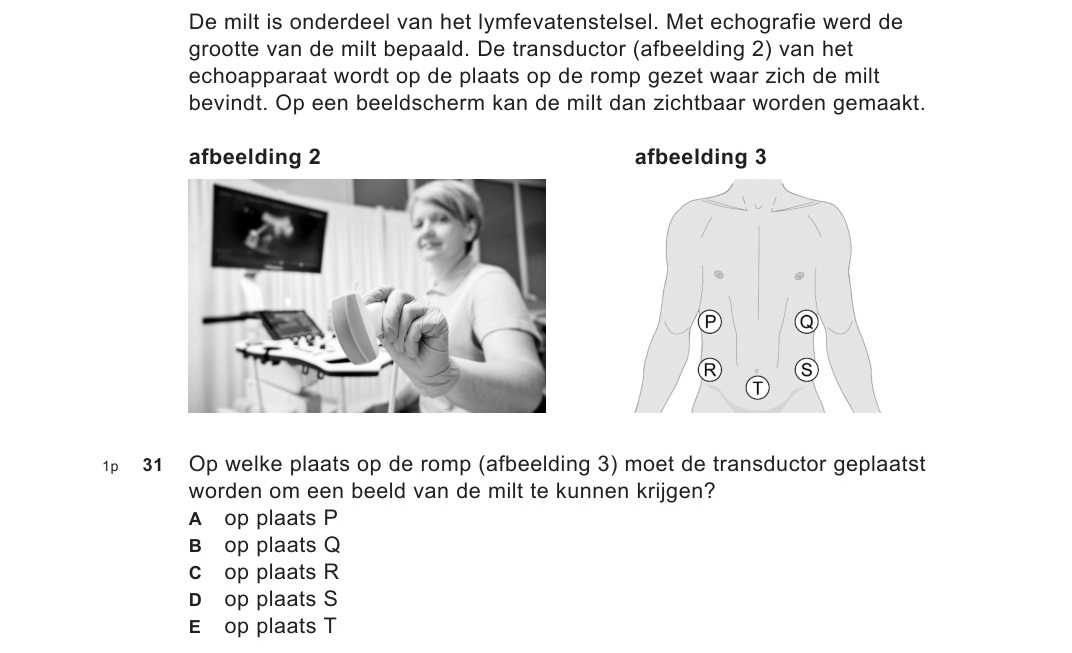 De milt is onderdeel van het lymfevatenstelsel. Met echografie werd de
grootte van de milt bepaald. De transductor (afbeelding 2) van het
echoapparaat wordt op de plaats op de romp gezet waar zich de milt
bevindt. Op een beeldscherm kan de milt dan zichtbaar worden gemaakt.
afbeelding 2
afbeelding 3
P
Q
R
S
T
1p 31 Op welke plaats op de romp (afbeelding 3) moet de transductor geplaatst
worden om een beeld van de milt te kunnen krijgen?
A op plaats P
B op plaats Q
C op plaats R
D op plaats S
E op plaats T